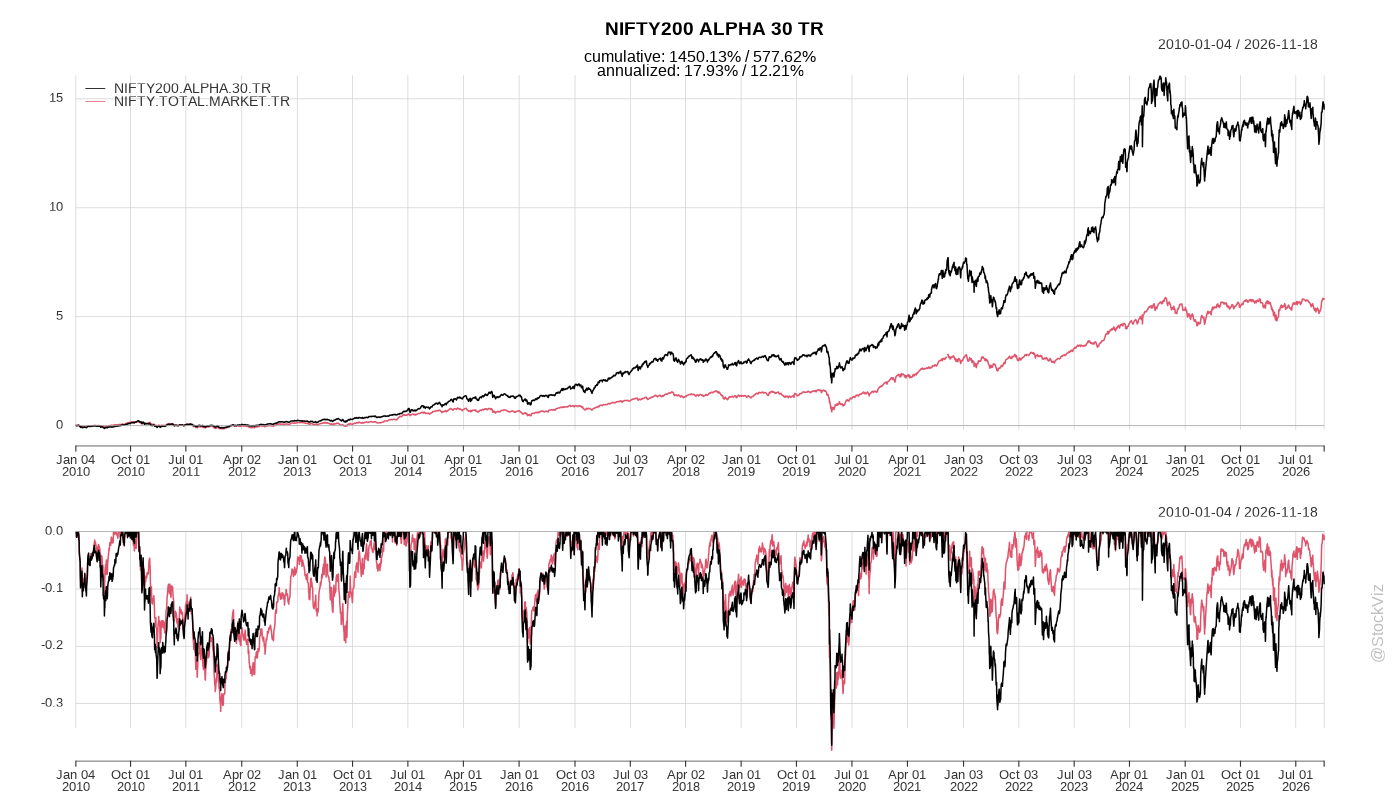 NIFTY200 ALPHA 30 TR
2010-01-04 / 2026-11-18
cumulative: 1450.13% / 577.62%
annualized: 17.93% / 12.21%
NIFTY200.ALPHA.30.TR
NIFTY.TOTAL.MARKET.TR
15
10
5
0
Jan 04 Oct 01 Jul 01 Apr 02 Jan 01 Oct 01 Jul 01 Apr 01 Jan 01 Oct 03 Jul 03 Apr 02 Jan 01 Oct 01 Jul 01 Apr 01 Jan 03 Oct 03 Jul 03 Apr 01 Jan 01 Oct 01 Jul 01
2010 2010 2011 2012 2013 2013 2014 2015 2016 2016 2017 2018 2019 2019 2020 2021 2022 2022 2023 2024 2025 2025 2026
2010-01-04 / 2026-11-18
0.0
-0.1
-0.2
-0.3
Jan 04 Oct 01 Jul 01 Apr 02 Jan 01 Oct 01 Jul 01 Apr 01 Jan 01 Oct 03 Jul 03 Apr 02 Jan 01 Oct 01 Jul 01 Apr 01 Jan 03 Oct 03 Jul 03 Apr 01 Jan 01 Oct 01 Jul 01
2010 2010 2011 2012 2013 2013 2014 2015 2016 2016 2017 2018 2019 2019 2020 2021 2022 2022 2023 2024 2025 2025 2026
@StockViz